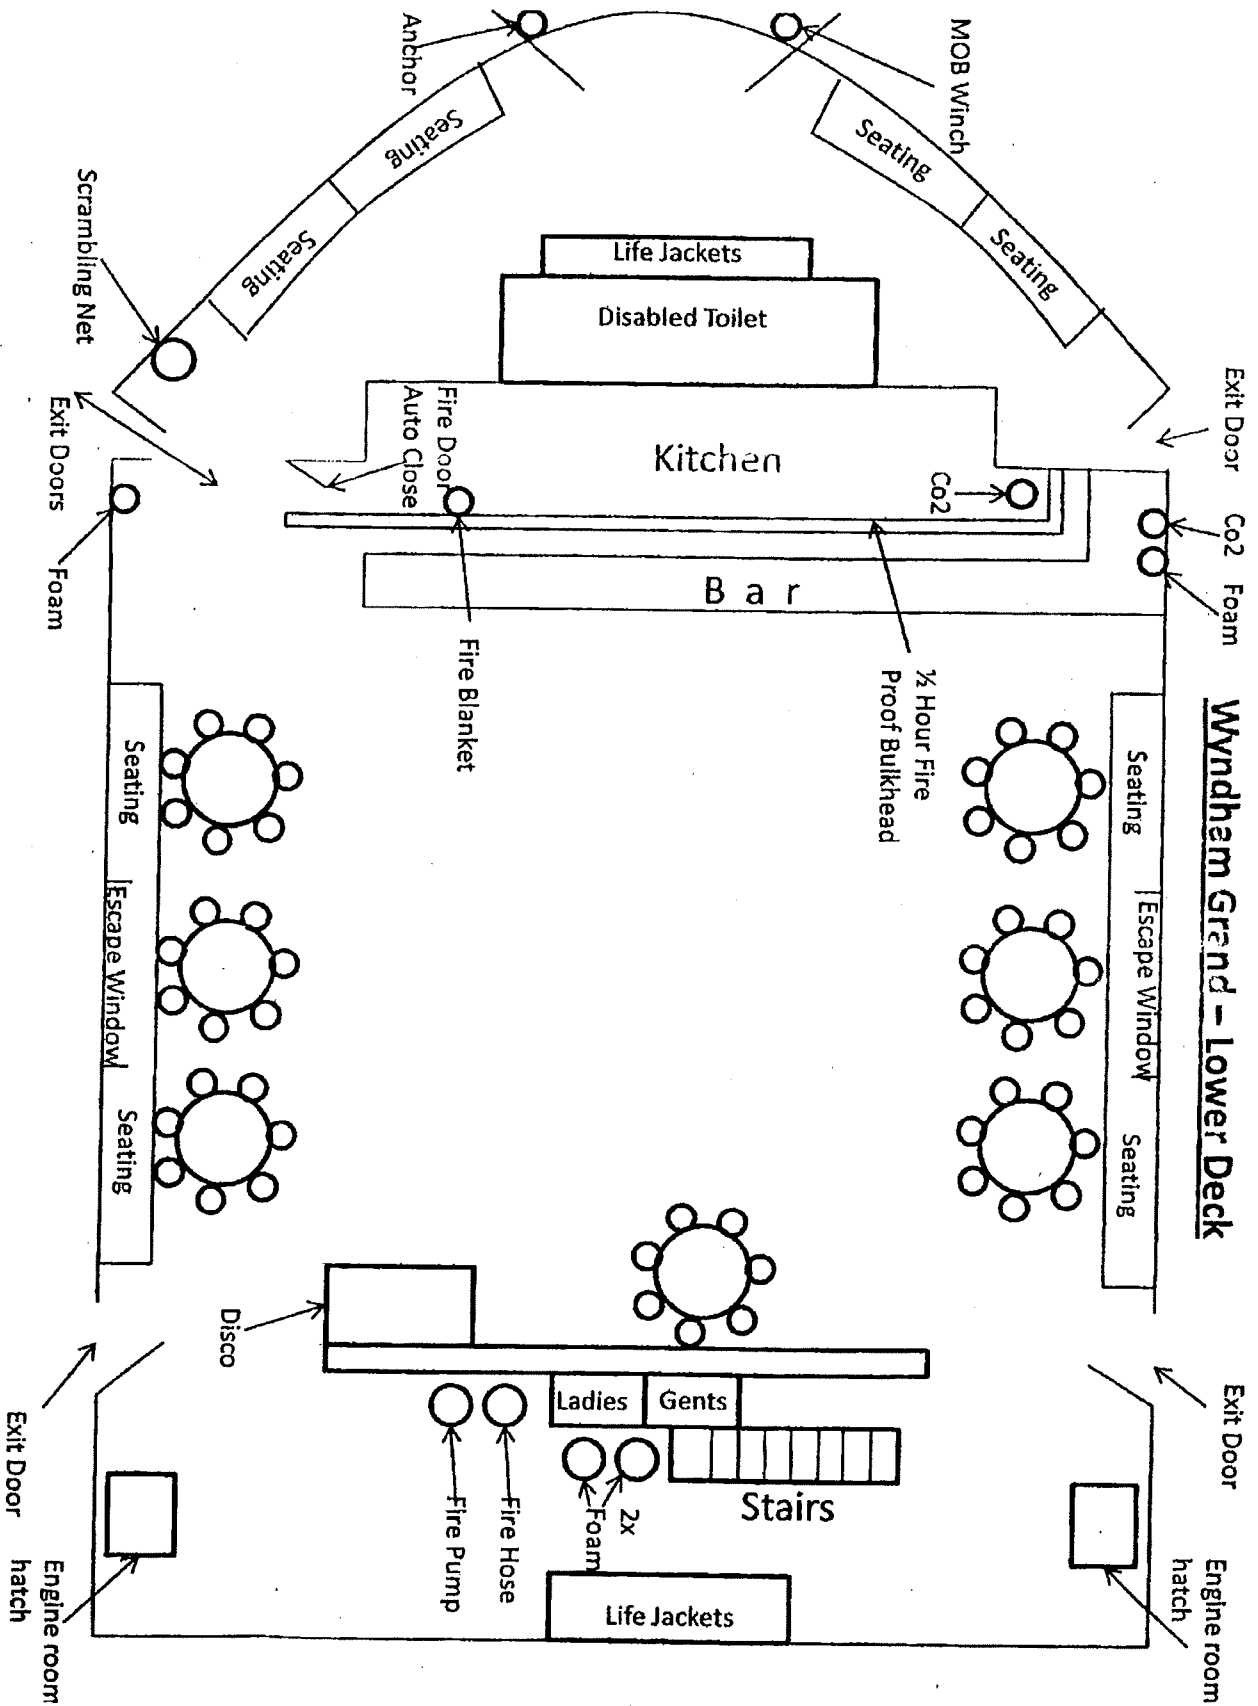 Wyndham Grand – Lower Deck
Anchor
MOB Winch
Seating
Seating
Seating
Seating
Scrambling Net
Life Jackets
Disabled Toilet
Exit Door
Exit Doors
Fire Door
Auto Close
Kitchen
Co2
Co2
Foam
Foam
Bar
Fire Blanket
½ Hour Fire
Proof Bulkhead
Seating
Escape Window
Seating
Seating
Escape Window
Seating
Disco
Ladies
Gents
Exit Door
Exit Door
Stairs
2x
Foam
Fire Hose
Fire Pump
Life Jackets
Engine room
hatch
Engine room
hatch